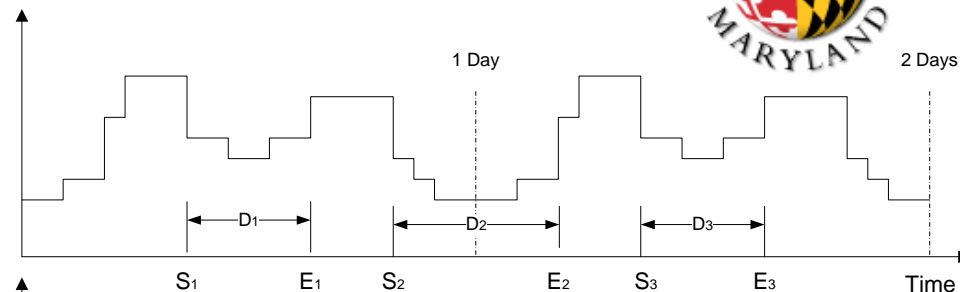 MARYLAND
1 Day
2 Days
D1
D2
D3
S1
E1
S2
E2
S3
E3
Time